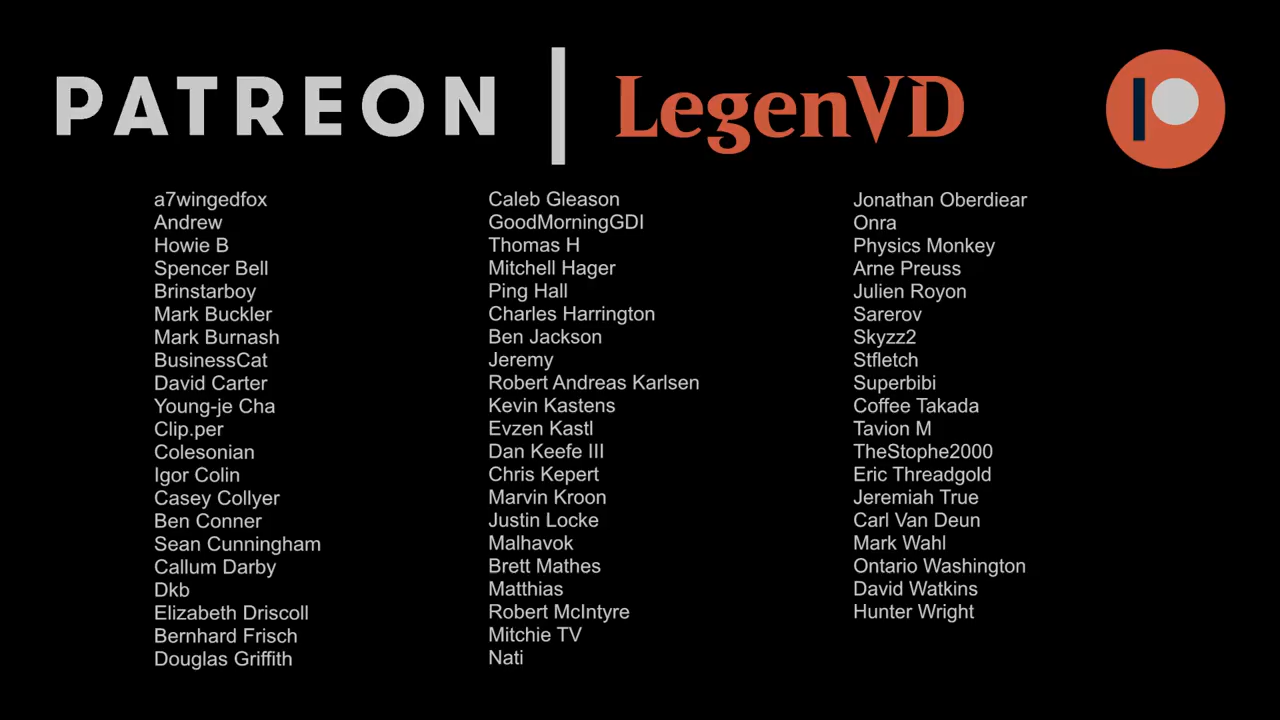 PATREON | LegenVD
a7wingedfox
Andrew
Howie B
Spencer Bell
Brinstarboy
Mark Buckler
Mark Burnash
BusinessCat
David Carter
Young-je Cha
Clip.per
Colesonian
Igor Colin
Casey Collyer
Ben Conner
Sean Cunningham
Callum Darby
Dkb
Elizabeth Driscoll
Bernhard Frisch
Douglas Griffith
Caleb Gleason
GoodMorningGDI
Thomas H
Mitchell Hager
Ping Hall
Charles Harrington
Ben Jackson
Jeremy
Robert Andreas Karlsen
Kevin Kastens
Evzen Kastl
Dan Keefe III
Chris Kepert
Marvin Kroon
Justin Locke
Malhavok
Brett Mathes
Matthias
Robert McIntyre
Mitchie TV
Nati
Jonathan Oberdiear
Onra
Physics Monkey
Arne Preuss
Julien Royon
Sarerov
Skyzz2
Stfletch
Superbibi
Coffee Takada
Tavion M
TheStophe2000
Eric Threadgold
Jeremiah True
Carl Van Deun
Mark Wahl
Ontario Washington
David Watkins
Hunter Wright